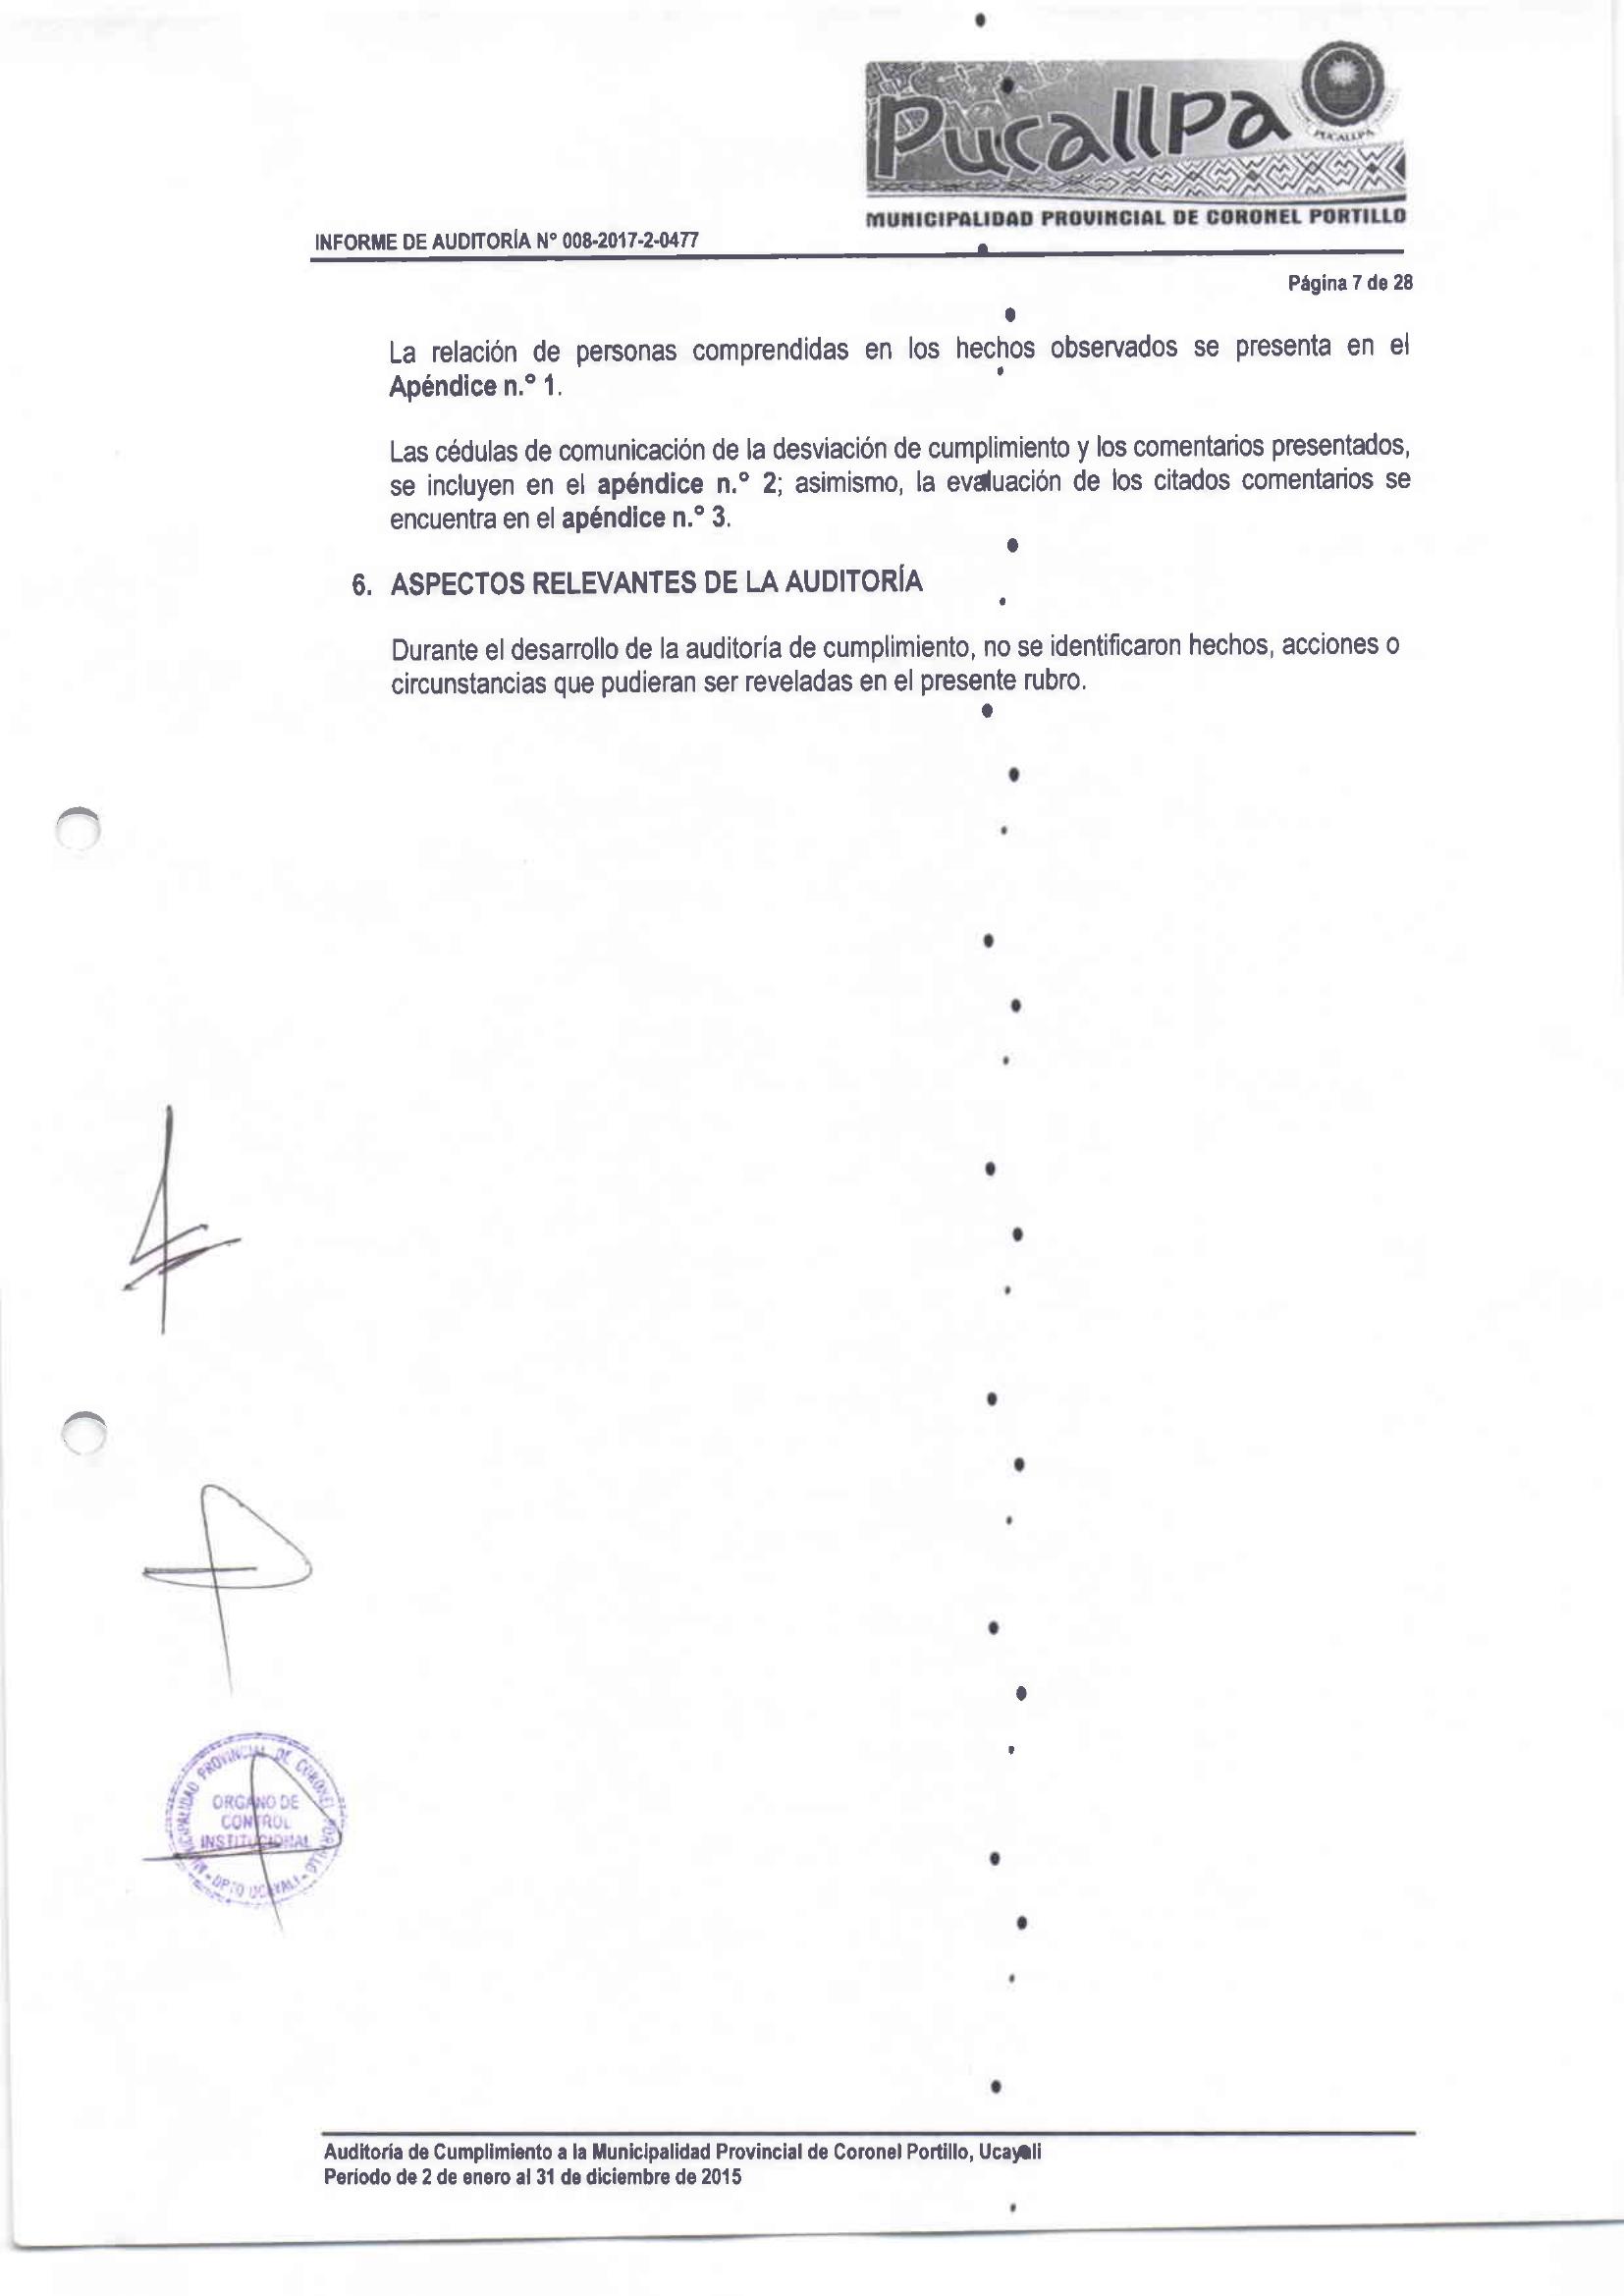 Pucallpa
PUCALLPA
MUNICIPALIDAD PROVINCIAL DE CORONEL PORTILLO
INFORME DE AUDITORÍA N° 008-2017-2-0477
Página 7 de 28
La relación de personas comprendidas en los hechos observados se presenta en el
Apéndice n.° 1.
Las cédulas de comunicación de la desviación de cumplimiento y los comentarios presentados,
se incluyen en el apéndice n.° 2; asimismo, la evaluación de los citados comentarios se
encuentra en el apéndice n.° 3.
6. ASPECTOS RELEVANTES DE LA AUDITORÍA
Durante el desarrollo de la auditoría de cumplimiento, no se identificaron hechos, acciones o
circunstancias que pudieran ser reveladas en el presente rubro.
MUNICIPALIDAD PROVINCIAL DE CORONEL PORTILLO
ORGANO DE
CONTROL
INSTITUCIONAL
- DPTO UCAYALI -
Auditoría de Cumplimiento a la Municipalidad Provincial de Coronel Portillo, Ucayali
Periodo de 2 de enero al 31 de diciembre de 2015